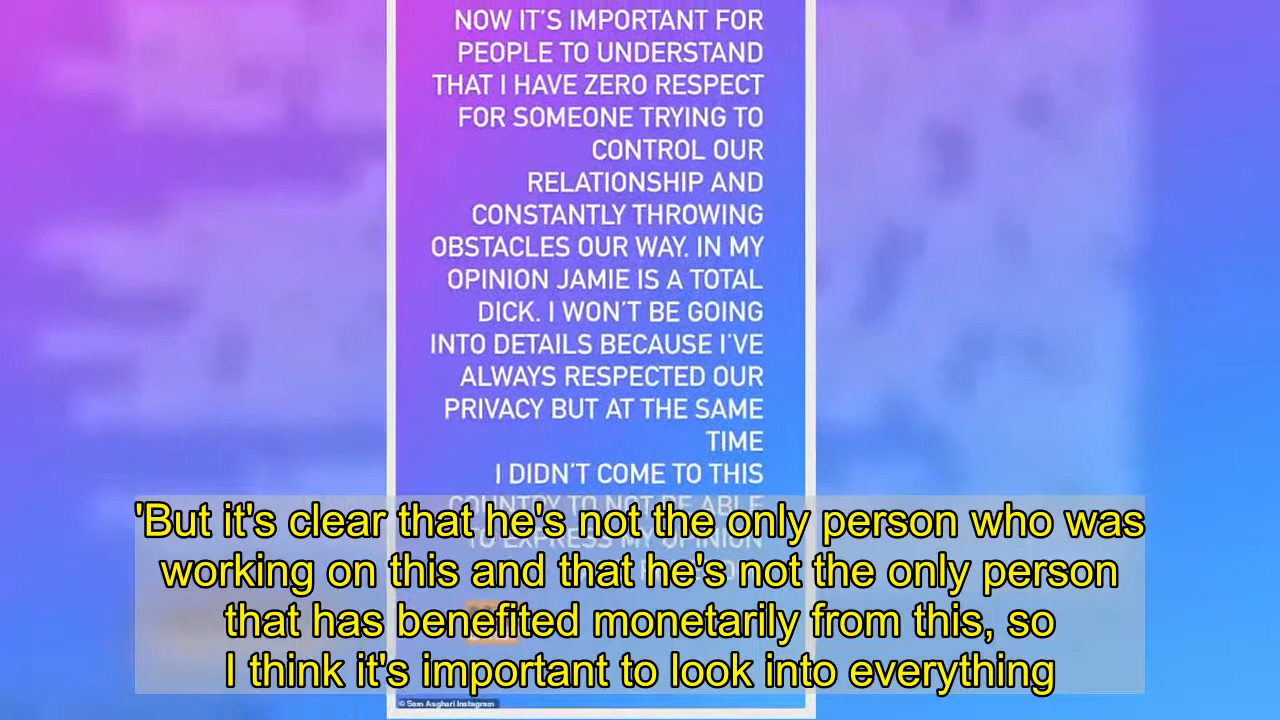 NOW IT'S IMPORTANT FOR
PEOPLE TO UNDERSTAND
THAT I HAVE ZERO RESPECT
FOR SOMEONE TRYING TO
CONTROL OUR
RELATIONSHIP AND
CONSTANTLY THROWING
OBSTACLES OUR WAY. IN MY
OPINION JAMIE IS A TOTAL
DICK. I WON'T BE GOING
INTO DETAILS BECAUSE I'VE
ALWAYS RESPECTED OUR
PRIVACY BUT AT THE SAME
TIME
I DIDN'T COME TO THIS
COUNTRY TO NOT BE ABLE
TO EXPRESS MY OPINION
'But it's clear that he's not the only person who was
working on this and that he's not the only person
that has benefited monetarily from this, so
I think it's important to look into everything
© Sam Asghari Instagram